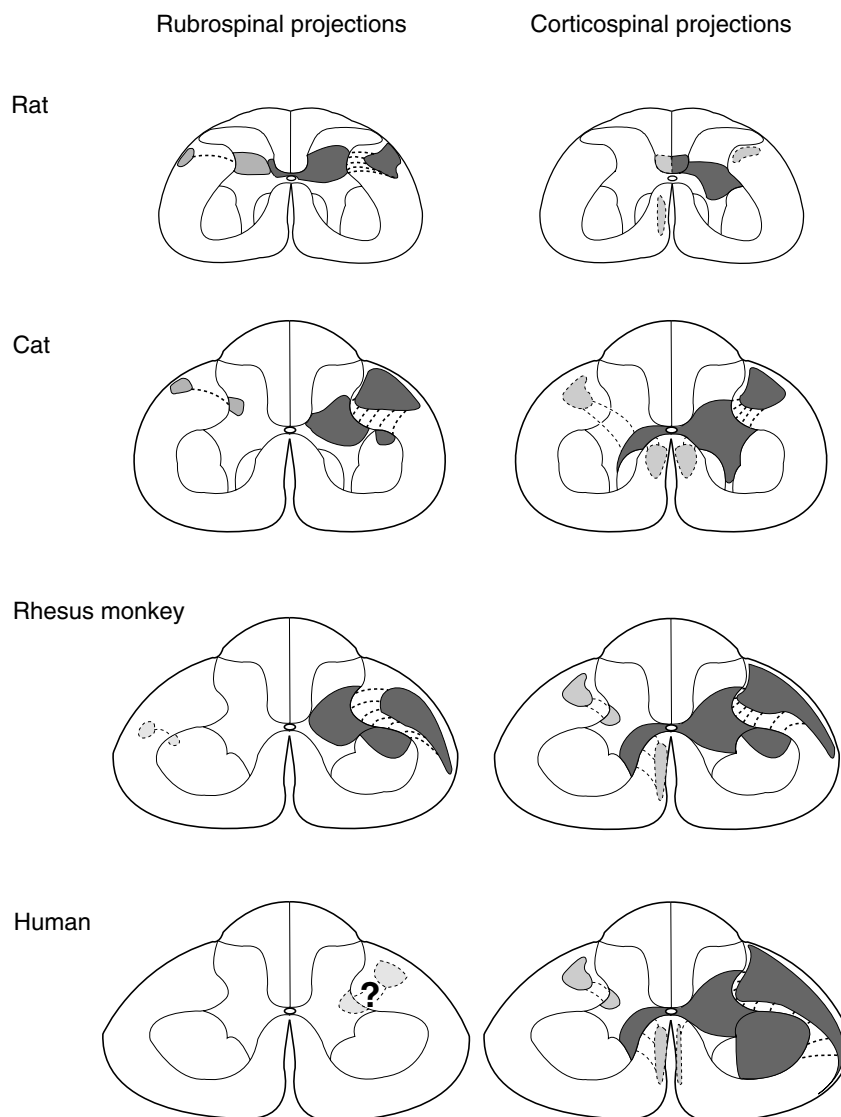 Rubrospinal projections
Corticospinal projections
Rat
Cat
Rhesus monkey
Human
?